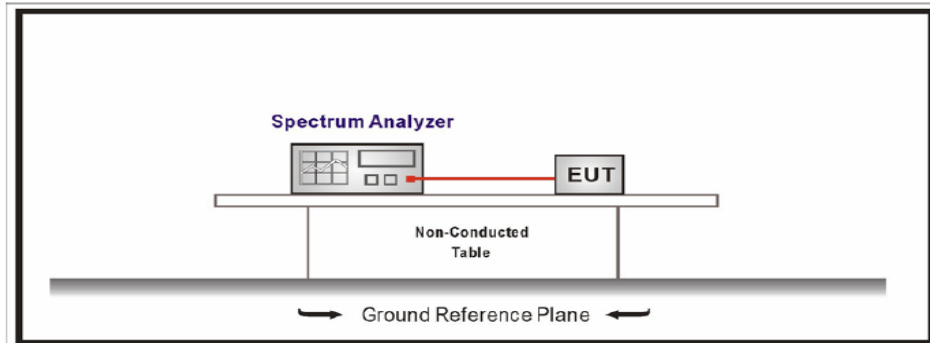 Spectrum Analyzer
EUT
Non-Conducted
Table
Ground Reference Plane